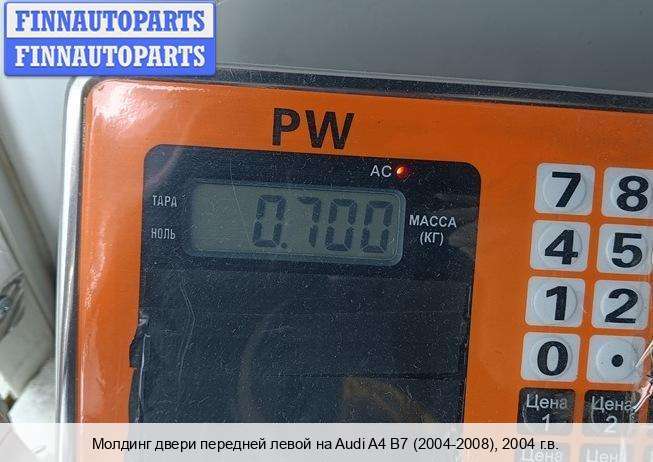 FINNAUTOPARTS
FINNAUTOPARTS
PW
AC
ТАРА
НОЛЬ
0.700
МАССА
(КГ)
7 8
4 5
1 2
0 .
Цена
1
Цена
2
Молдинг двери передней левой на Audi A4 B7 (2004-2008), 2004 г.в.